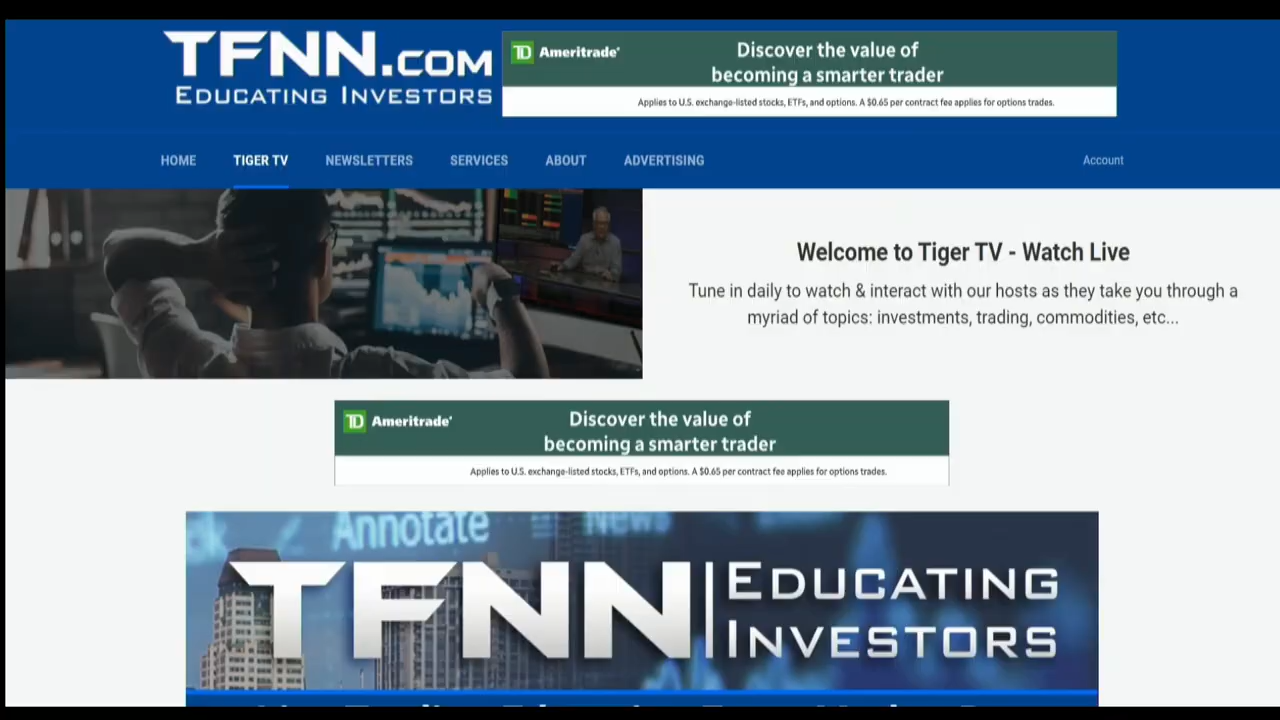 TFNN.COM
EDUCATING INVESTORS
TD Ameritrade
Discover the value of
becoming a smarter trader
Applies to U.S. exchange-listed stocks, ETFs, and options. A $0.65 per contract fee applies for options trades.
HOME TIGER TV NEWSLETTERS SERVICES ABOUT ADVERTISING Account
Welcome to Tiger TV - Watch Live
Tune in daily to watch & interact with our hosts as they take you through a
myriad of topics: investments, trading, commodities, etc...
TD Ameritrade
Discover the value of
becoming a smarter trader
Applies to U.S. exchange-listed stocks, ETFs, and options. A $0.65 per contract fee applies for options trades.
Annotate News
TFNN EDUCATING
INVESTORS